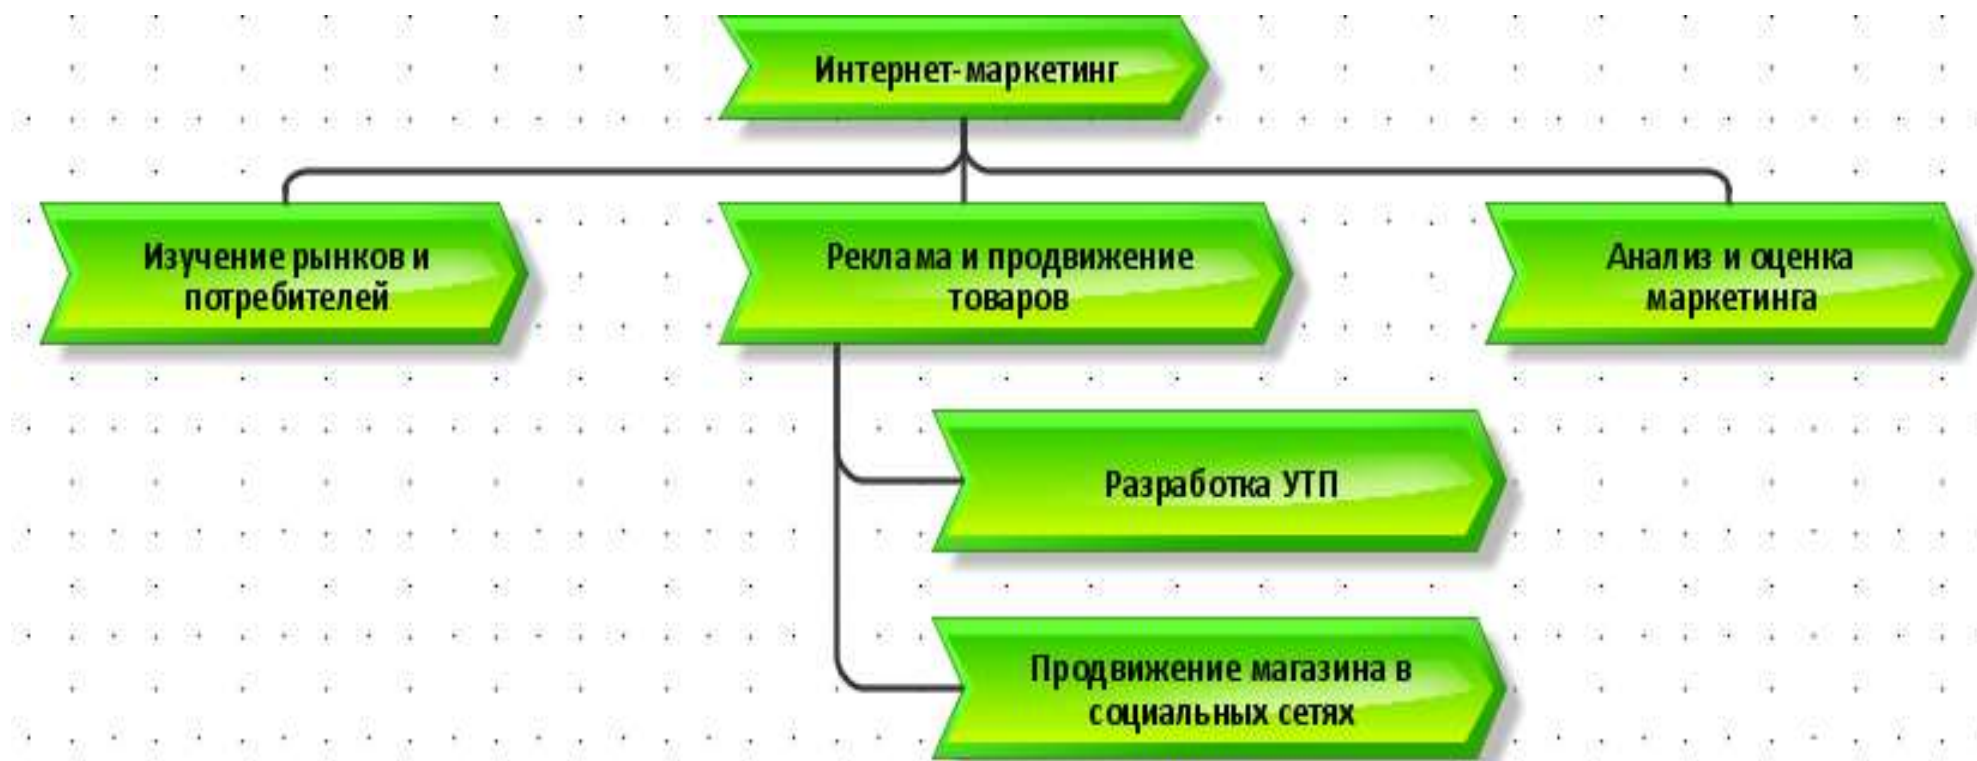 Интернет-маркетинг
Изучение рынков и
потребителей
Реклама и продвижение
товаров
Анализ и оценка
маркетинга
Разработка УТП
Продвижение магазина в
социальных сетях